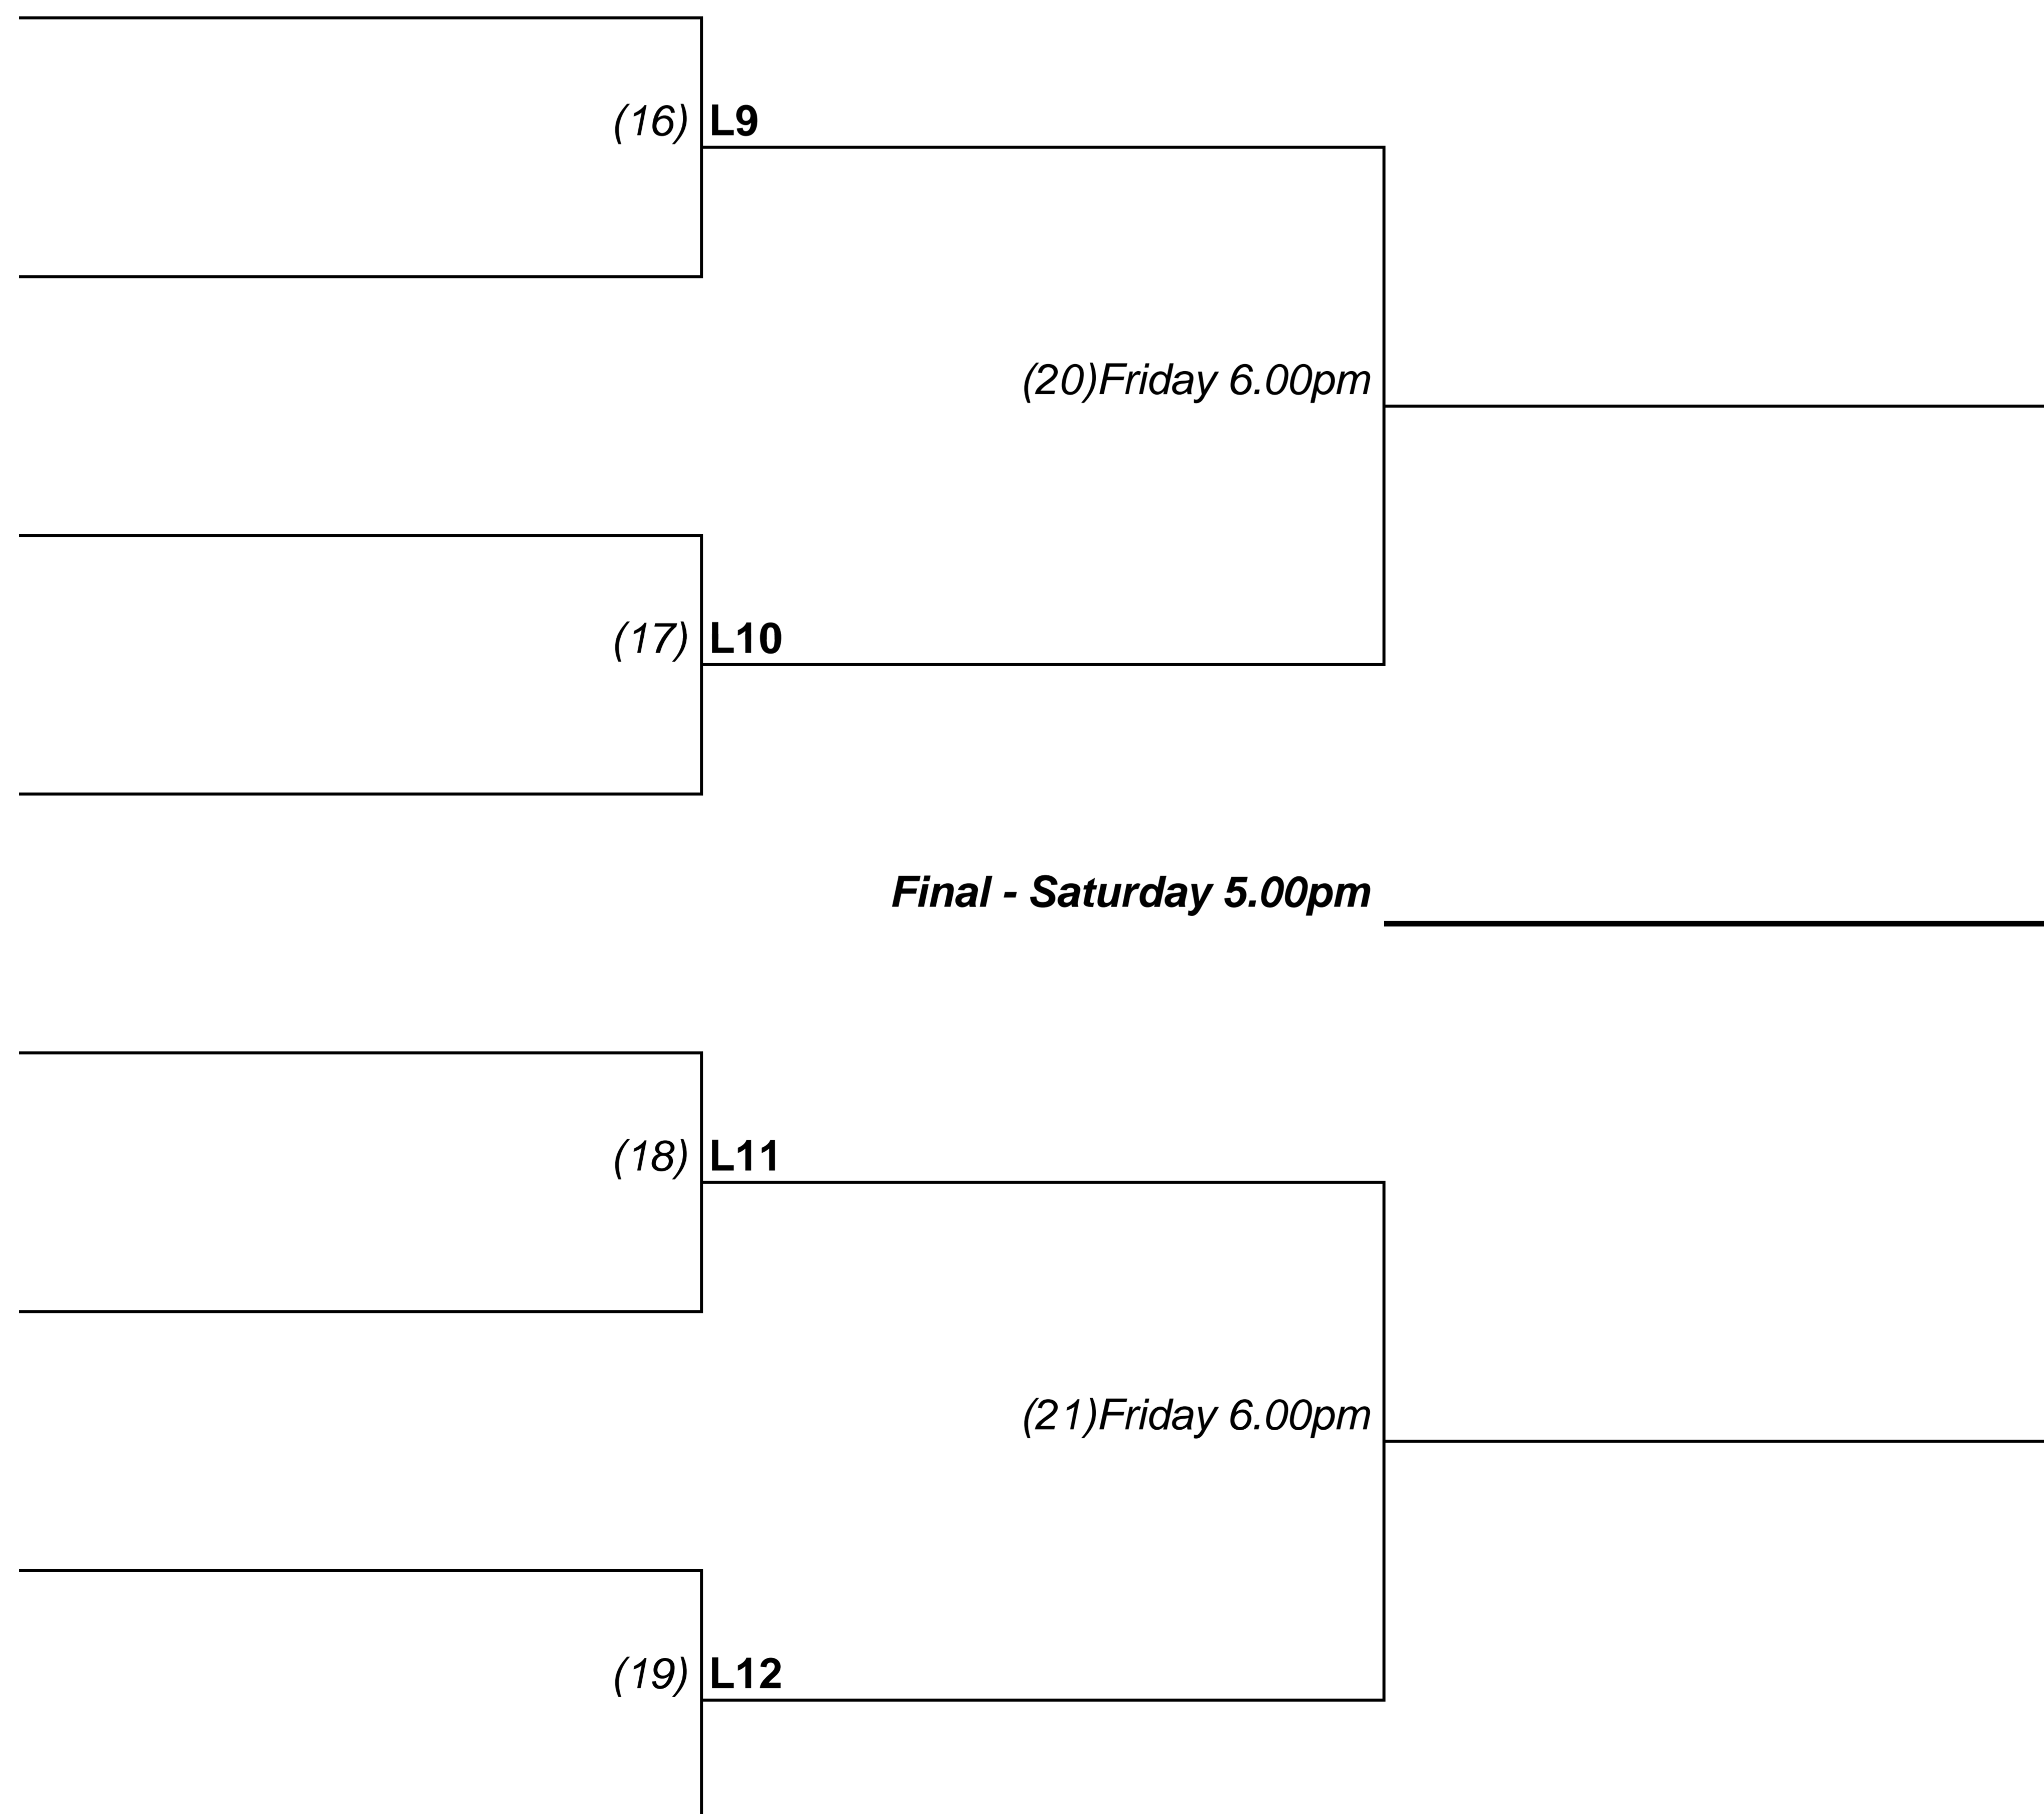 (16) L9
(20)Friday 6.00pm
(17) L10
Final - Saturday 5.00pm
(18) L11
(21)Friday 6.00pm
(19) L12